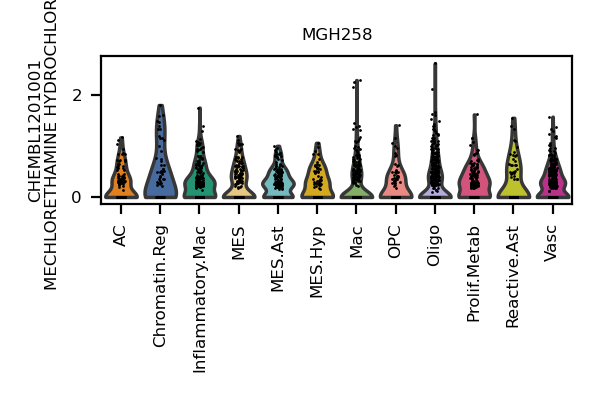 MGH258
CHEMBL1201001
MECHLORETHAMINE HYDROCHLOR
2
0
AC
Chromatin.Reg
Inflammatory.Mac
MES
MES.Ast
MES.Hyp
Mac
OPC
Oligo
Prolif.Metab
Reactive.Ast
Vasc